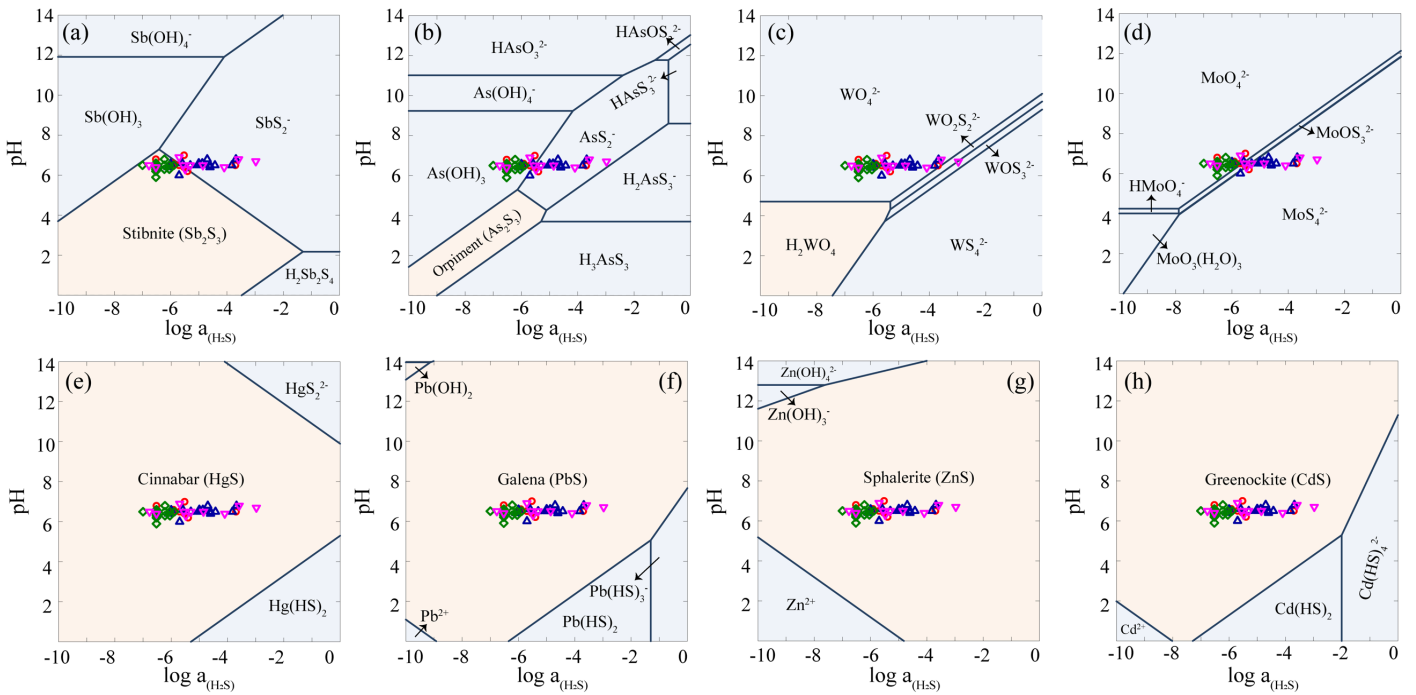 (a)
Sb(OH)₄⁻
Sb(OH)₃
SbS₂⁻
Stibnite (Sb₂S₃)
H₂Sb₂S₄
14
12
10
8
6
4
2
pH
-10
-8
-6
-4
-2
0
log a₍H₂S₎
(b)
HAsO₃²⁻
HAsOS₂²⁻
As(OH)₄⁻
HAsS₃²⁻
AsS₂⁻
As(OH)₃
H₂AsS₃⁻
Orpiment (As₂S₃)
H₃AsS₃
14
12
10
8
6
4
2
pH
-10
-8
-6
-4
-2
0
log a₍H₂S₎
(c)
WO₄²⁻
WO₂S₂²⁻
WOS₃²⁻
H₂WO₄
WS₄²⁻
14
12
10
8
6
4
2
pH
-10
-8
-6
-4
-2
0
log a₍H₂S₎
(d)
MoO₄²⁻
MoOS₃²⁻
HMoO₄⁻
MoS₄²⁻
MoO₃(H₂O)₃
14
12
10
8
6
4
2
pH
-10
-8
-6
-4
-2
0
log a₍H₂S₎
(e)
HgS₂²⁻
Cinnabar (HgS)
Hg(HS)₂
14
12
10
8
6
4
2
pH
-10
-8
-6
-4
-2
0
log a₍H₂S₎
(f)
Pb(OH)₂
Galena (PbS)
Pb(HS)₃⁻
Pb²⁺
Pb(HS)₂
14
12
10
8
6
4
2
pH
-10
-8
-6
-4
-2
0
log a₍H₂S₎
(g)
Zn(OH)₄²⁻
Zn(OH)₃⁻
Sphalerite (ZnS)
Zn²⁺
14
12
10
8
6
4
2
pH
-10
-8
-6
-4
-2
0
log a₍H₂S₎
(h)
Greenockite (CdS)
Cd(HS)₄²⁻
Cd(HS)₂
Cd²⁺
14
12
10
8
6
4
2
pH
-10
-8
-6
-4
-2
0
log a₍H₂S₎